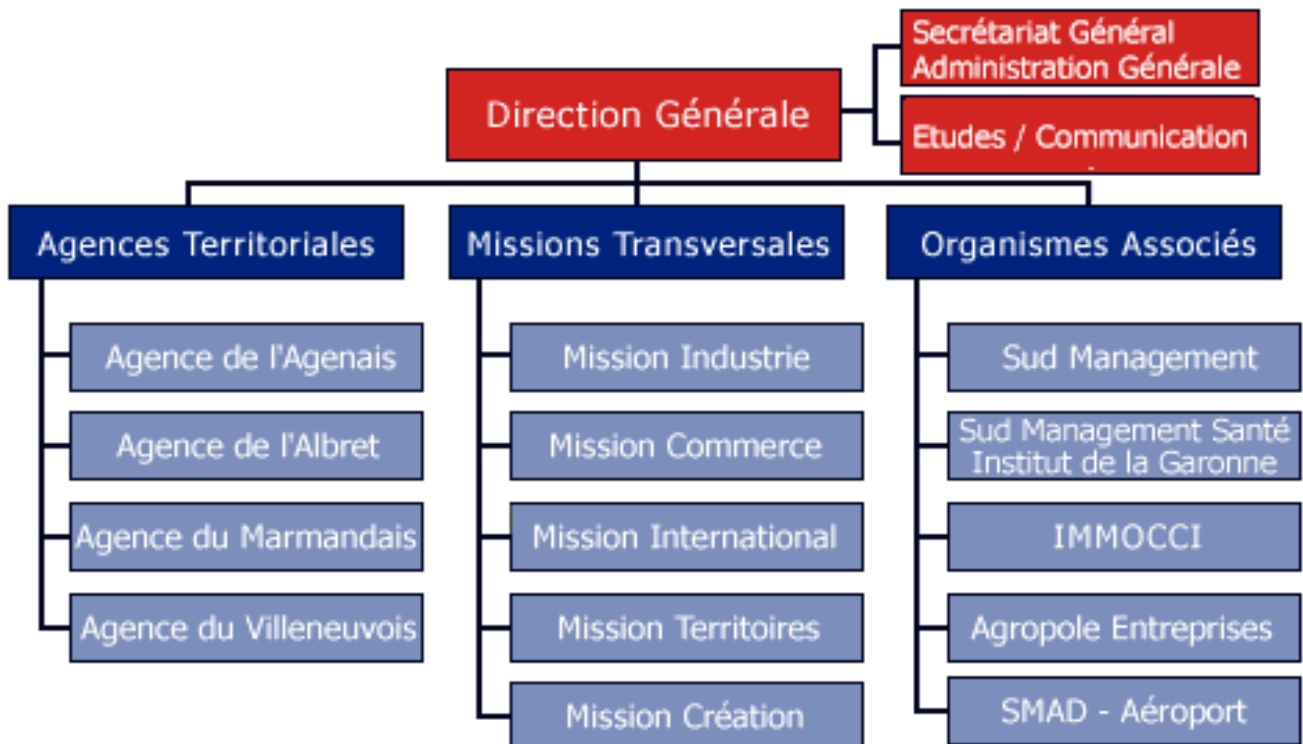 Secrétariat Général
Administration Générale
Direction Générale
Etudes / Communication
Agences Territoriales
Missions Transversales
Organismes Associés
Agence de l'Agenais
Agence de l'Albret
Agence du Marmandais
Agence du Villeneuvois
Mission Industrie
Mission Commerce
Mission International
Mission Territoires
Mission Création
Sud Management
Sud Management Santé
Institut de la Garonne
IMMOCCI
Agropole Entreprises
SMAD - Aéroport